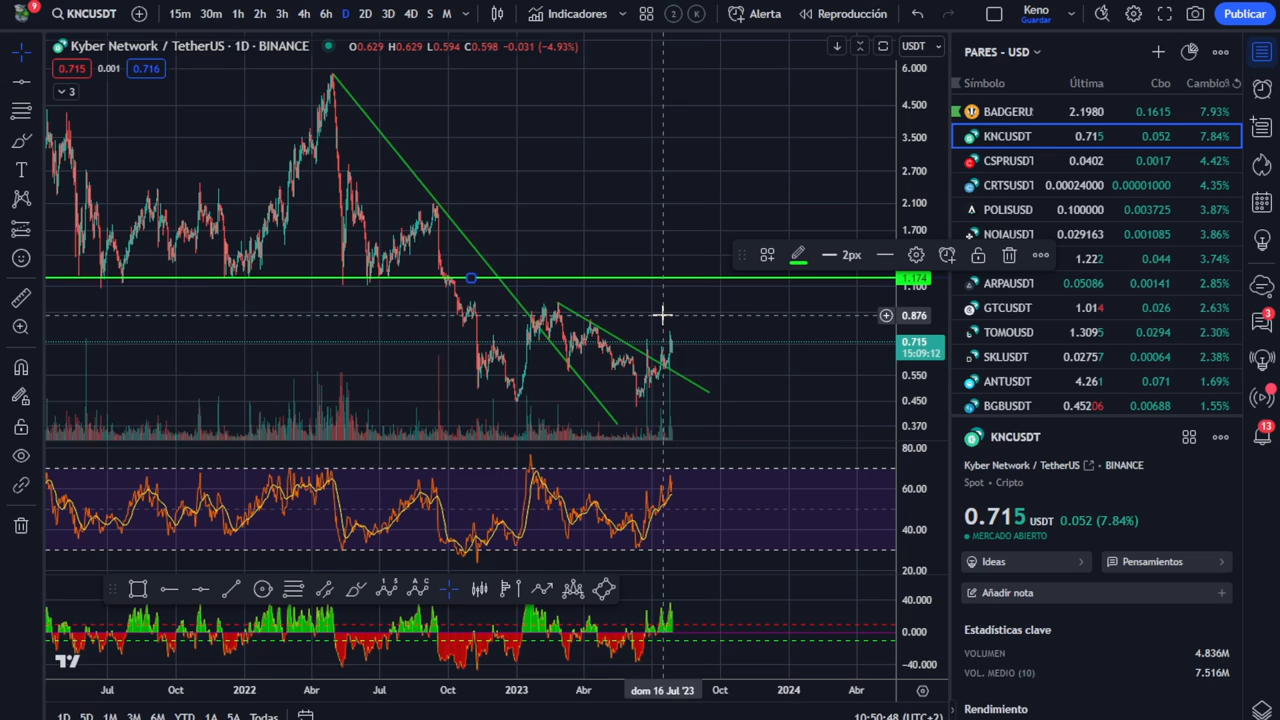 9
KNCUSDT 15m 30m 1h 2h 3h 4h 6h D 2D 3D 4D S M Indicadores 2 K Alerta Reproducción Keno Guardar Publicar
Kyber Network / TetherUS · 1D · BINANCE O0.629 H0.629 L0.594 C0.598 -0.031 (-4.93%) USDT
0.715 0.001 0.716
3
6.000
4.500
3.500
2.700
2.100
1.700
2px
1.174
1.100
0.876
0.715
15:09:12
0.550
0.450
0.370
80.00
60.00
40.00
20.00
40.000
0.000
-40.000
Jul Oct 2022 Abr Jul Oct 2023 Abr dom 16 Jul '23 Oct 2024 Abr
1D 5D 1M 3M 6M YTD 1A 5A Todas 10:50:48 (UTC+2)
PARES - USD
Símbolo Última Cbo Cambio%
BADGERU 2.1980 0.1615 7.93%
KNCUSDT 0.715 0.052 7.84%
CSPRUSDT 0.0402 0.0017 4.42%
CRTSUSDT 0.00024000 0.00001000 4.35%
POLISUSD 0.100000 0.003725 3.87%
NOIAUSDT 0.029163 0.001085 3.86%
1.222 0.044 3.74%
ARPAUSDT 0.05086 0.00141 2.85%
GTCUSDT 1.014 0.038 2.63%
TOMOUSD 1.3095 0.0294 2.30%
SKLUSDT 0.02757 0.00064 2.38%
ANTUSDT 4.261 0.071 1.69%
BGBUSDT 0.45206 0.00688 1.55%
KNCUSDT
Kyber Network / TetherUS · BINANCE
Spot · Cripto
0.715 USDT 0.052 (7.84%)
MERCADO ABIERTO
Ideas Pensamientos
Añadir nota
Estadísticas clave
VOLUMEN 4.836M
VOL. MEDIO (10) 7.516M
Rendimiento
3
13